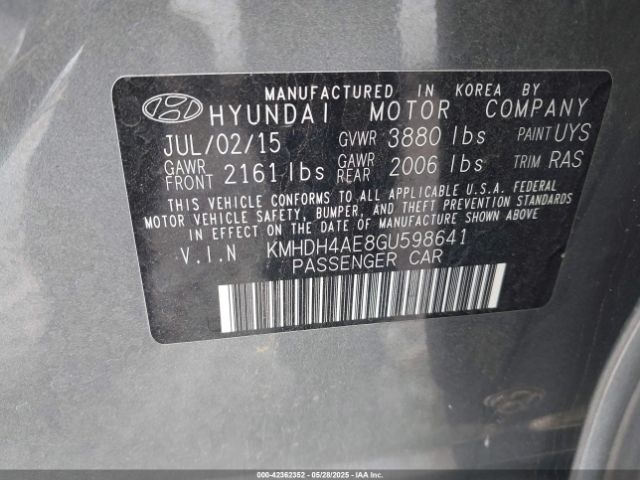 MANUFACTURED IN KOREA BY
HYUNDAI MOTOR COMPANY
JUL/02/15 GVWR 3880 lbs PAINT UYS
GAWR FRONT 2161 lbs GAWR REAR 2006 lbs TRIM RAS
THIS VEHICLE CONFORMS TO ALL APPLICABLE U.S.A. FEDERAL
MOTOR VEHICLE SAFETY, BUMPER, AND THEFT PREVENTION STANDARDS
IN EFFECT ON THE DATE OF MANUFACTURE SHOWN ABOVE
V.I.N KMHDH4AE8GU598641
PASSENGER CAR
000-42362352 05/28/2025 Copart, IAA